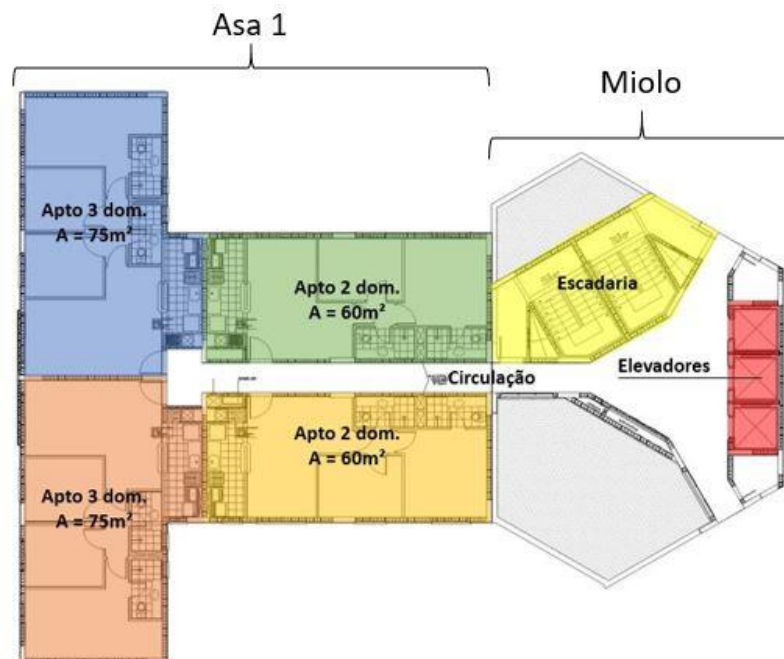 Asa 1
Miolo
Apto 3 dom.
A = 75m²
Apto 2 dom.
A = 60m²
Escadaria
Elevadores
Circulação
Apto 2 dom.
A = 60m²
Apto 3 dom.
A = 75m²